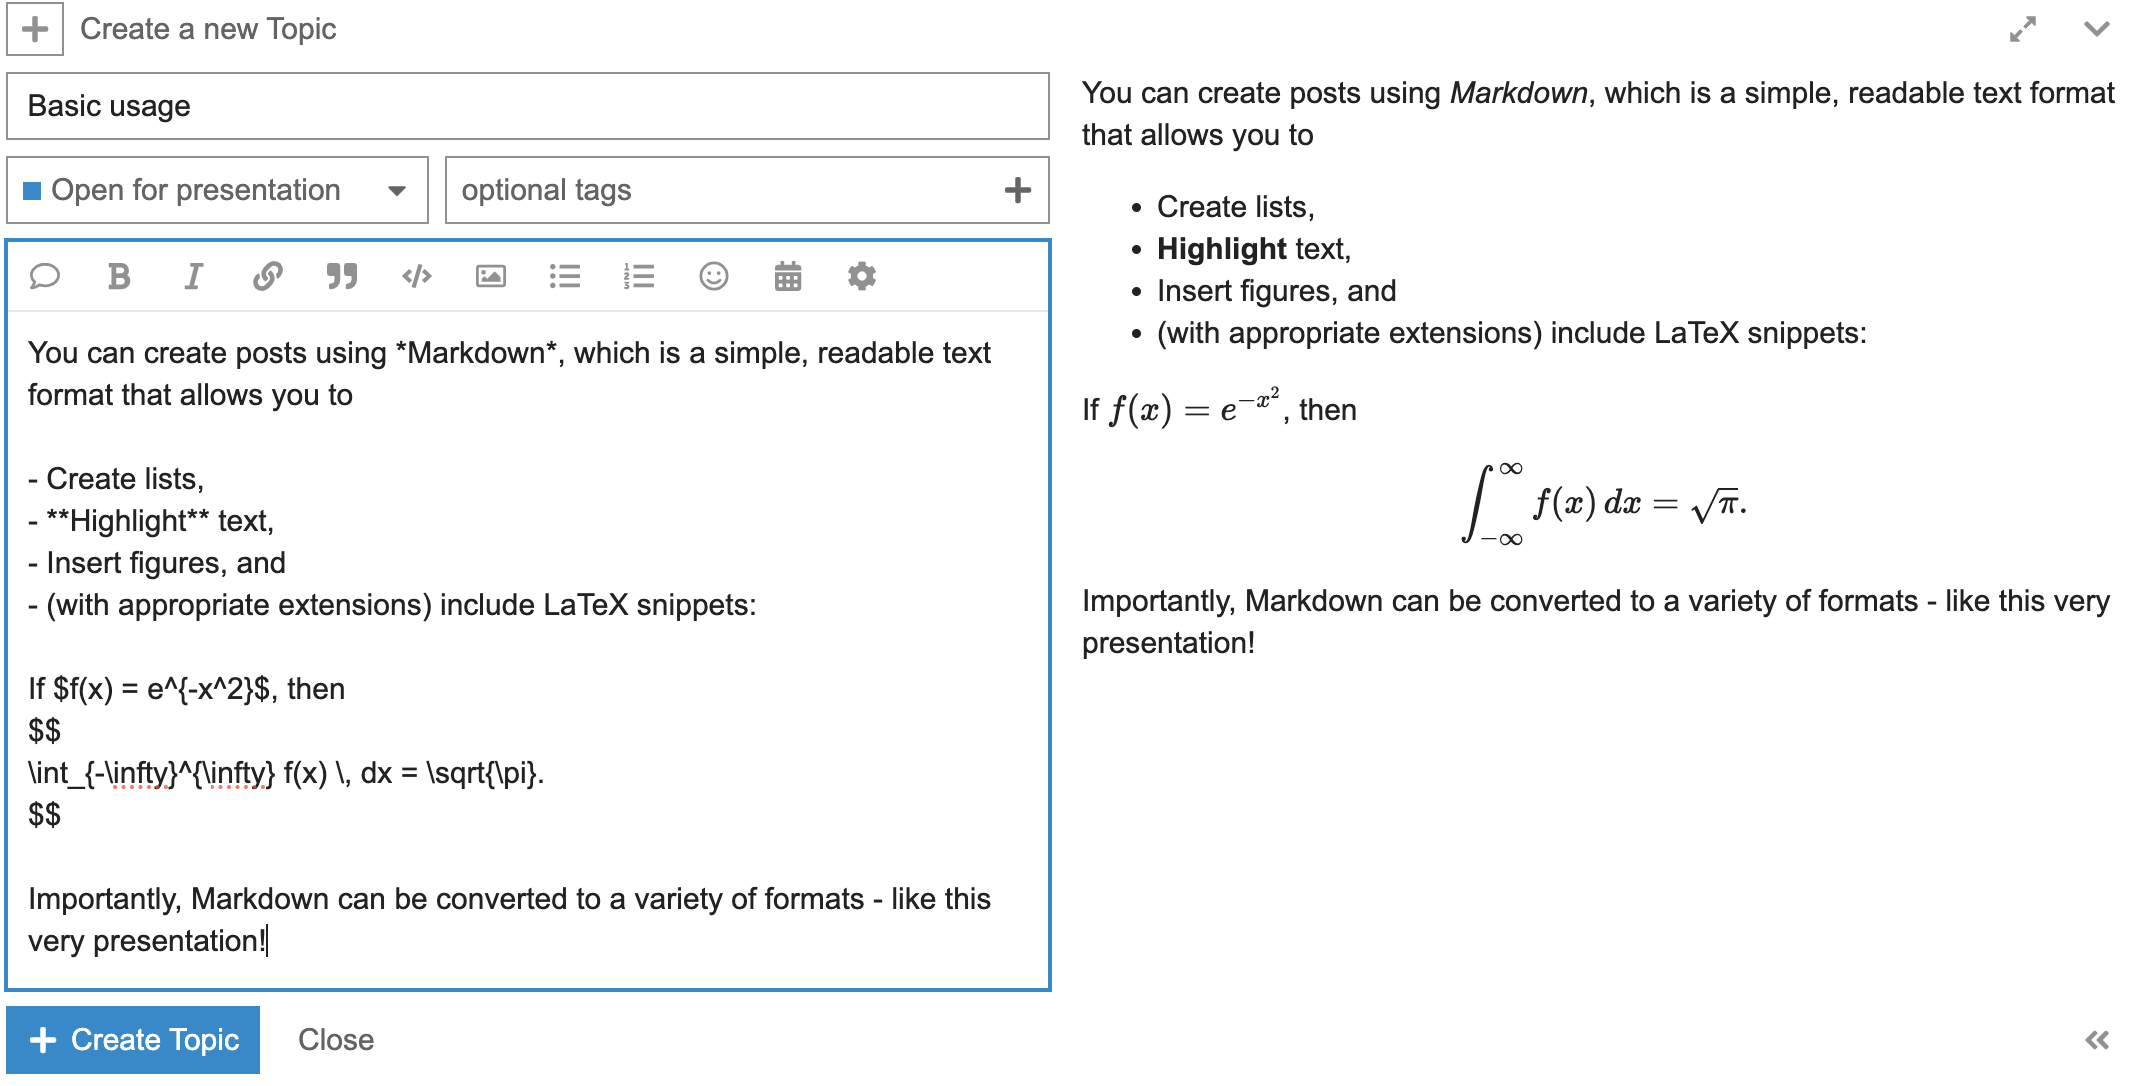 Create a new Topic
Basic usage
Open for presentation
optional tags
You can create posts using *Markdown*, which is a simple, readable text
format that allows you to
- Create lists,
- **Highlight** text,
- Insert figures, and
- (with appropriate extensions) include LaTeX snippets:
If $f(x) = e^{-x^2}$, then
$$
\int_{-\infty}^{\infty} f(x) \, dx = \sqrt{\pi}.
$$
Importantly, Markdown can be converted to a variety of formats - like this
very presentation!
Create Topic
Close
You can create posts using Markdown, which is a simple, readable text format
that allows you to
• Create lists,
• Highlight text,
• Insert figures, and
• (with appropriate extensions) include LaTeX snippets:
If f(x) = e^{-x^2}, then
∫_{-∞}^{∞} f(x) dx = √π.
Importantly, Markdown can be converted to a variety of formats - like this very
presentation!